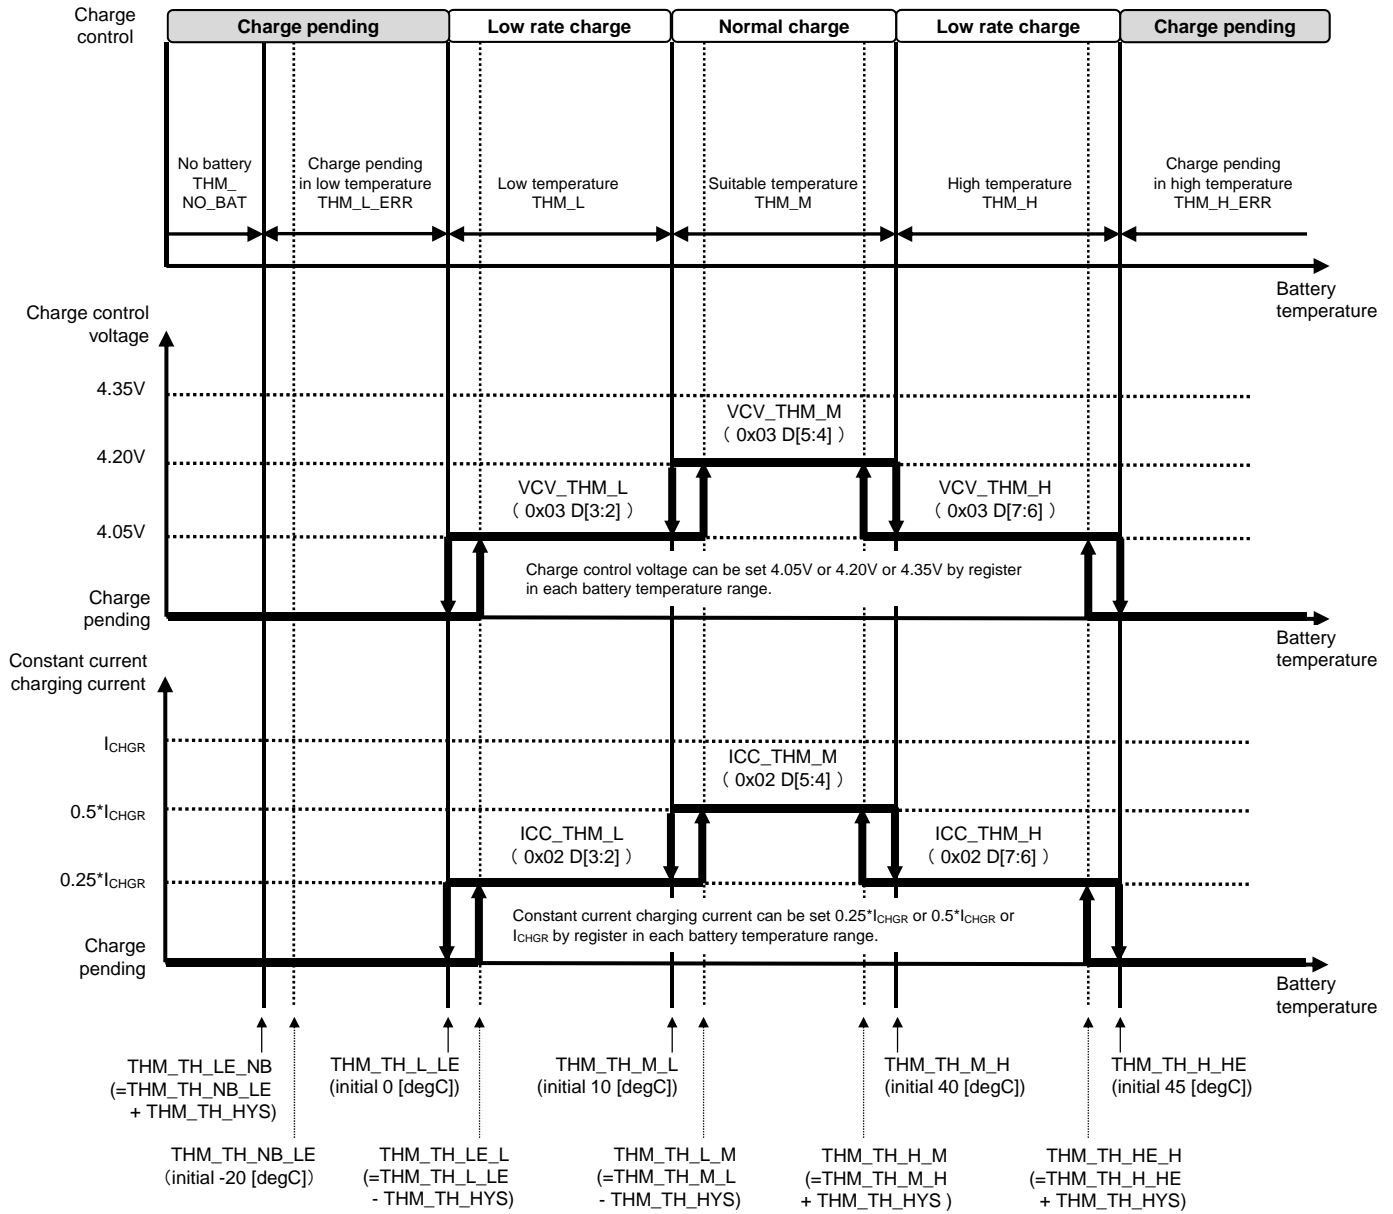 Charge
control
Charge pending
Low rate charge
Normal charge
Low rate charge
Charge pending
No battery
THM_
NO_BAT
Charge pending
in low temperature
THM_L_ERR
Low temperature
THM_L
Suitable temperature
THM_M
High temperature
THM_H
Charge pending
in high temperature
THM_H_ERR
Battery
temperature
Charge control
voltage
4.35V
4.20V
4.05V
Charge
pending
VCV_THM_M
( 0x03 D[5:4] )
VCV_THM_L
( 0x03 D[3:2] )
VCV_THM_H
( 0x03 D[7:6] )
Charge control voltage can be set 4.05V or 4.20V or 4.35V by register
in each battery temperature range.
Battery
temperature
Constant current
charging current
ICHGR
0.5*ICHGR
0.25*ICHGR
Charge
pending
ICC_THM_M
( 0x02 D[5:4] )
ICC_THM_L
( 0x02 D[3:2] )
ICC_THM_H
( 0x02 D[7:6] )
Constant current charging current can be set 0.25*ICHGR or 0.5*ICHGR or
ICHGR by register in each battery temperature range.
Battery
temperature
THM_TH_LE_NB
(=THM_TH_NB_LE
+ THM_TH_HYS)
THM_TH_L_LE
(initial 0 [degC])
THM_TH_M_L
(initial 10 [degC])
THM_TH_M_H
(initial 40 [degC])
THM_TH_H_HE
(initial 45 [degC])
THM_TH_NB_LE
(initial -20 [degC])
THM_TH_LE_L
(=THM_TH_L_LE
- THM_TH_HYS)
THM_TH_L_M
(=THM_TH_M_L
- THM_TH_HYS)
THM_TH_H_M
(=THM_TH_M_H
+ THM_TH_HYS )
THM_TH_HE_H
(=THM_TH_H_HE
+ THM_TH_HYS)